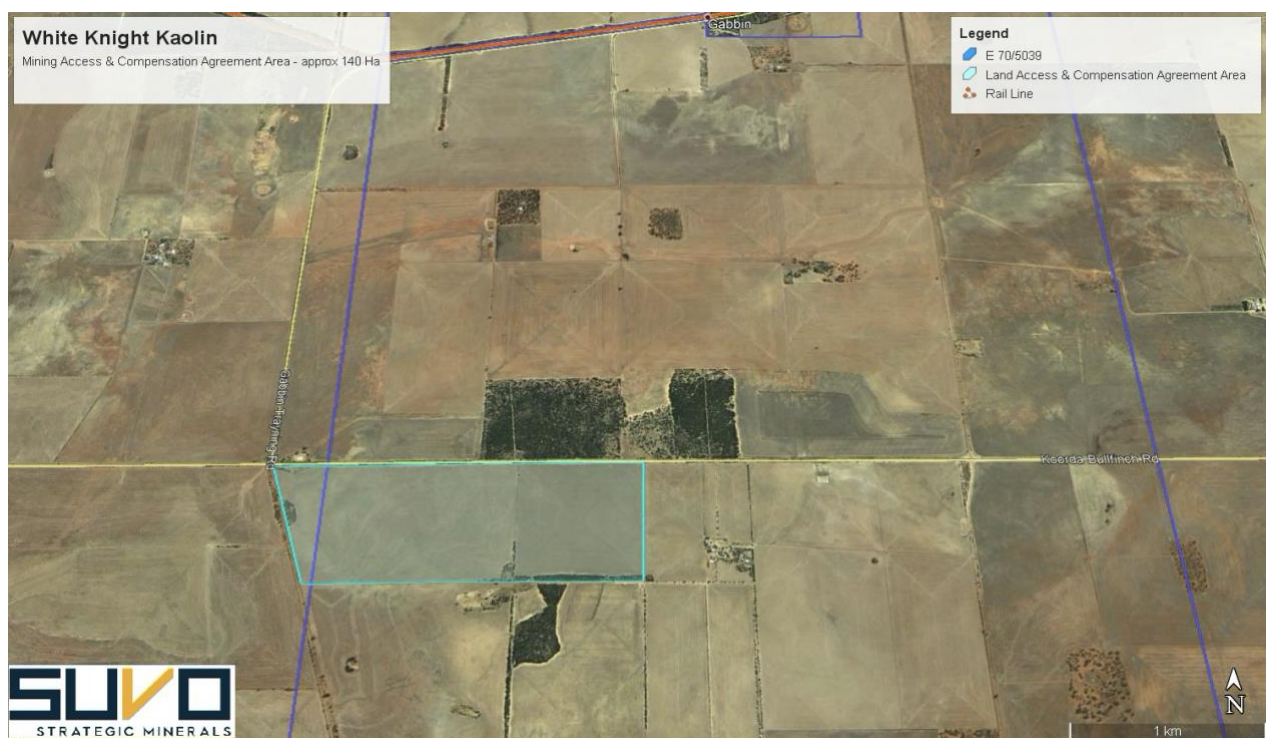 White Knight Kaolin
Mining Access & Compensation Agreement Area - approx 140 Ha
Gabbin
Legend
E 70/5039
Land Access & Compensation Agreement Area
Rail Line
Gabbin-Trayning Rd
Koorda Bullfinch Rd
SUVO
STRATEGIC MINERALS
N
1 km